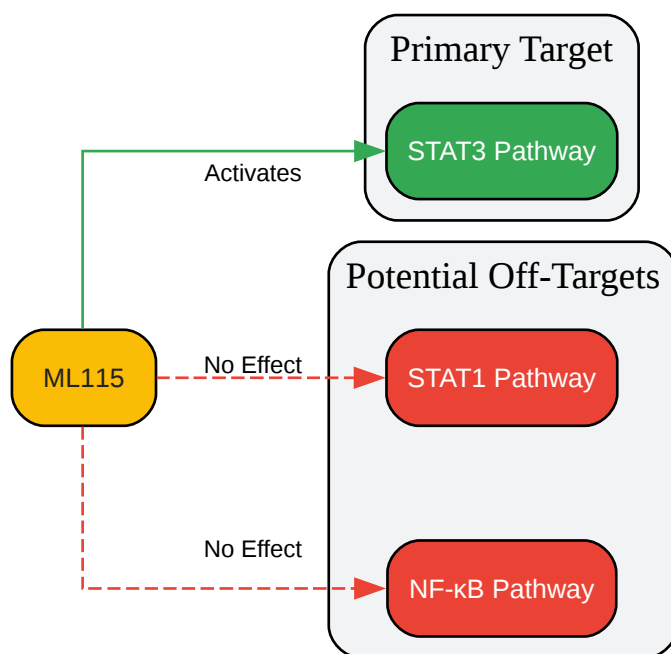 Primary Target
STAT3 Pathway
Activates
Potential Off-Targets
ML115
No Effect
STAT1 Pathway
No Effect
NF-κB Pathway